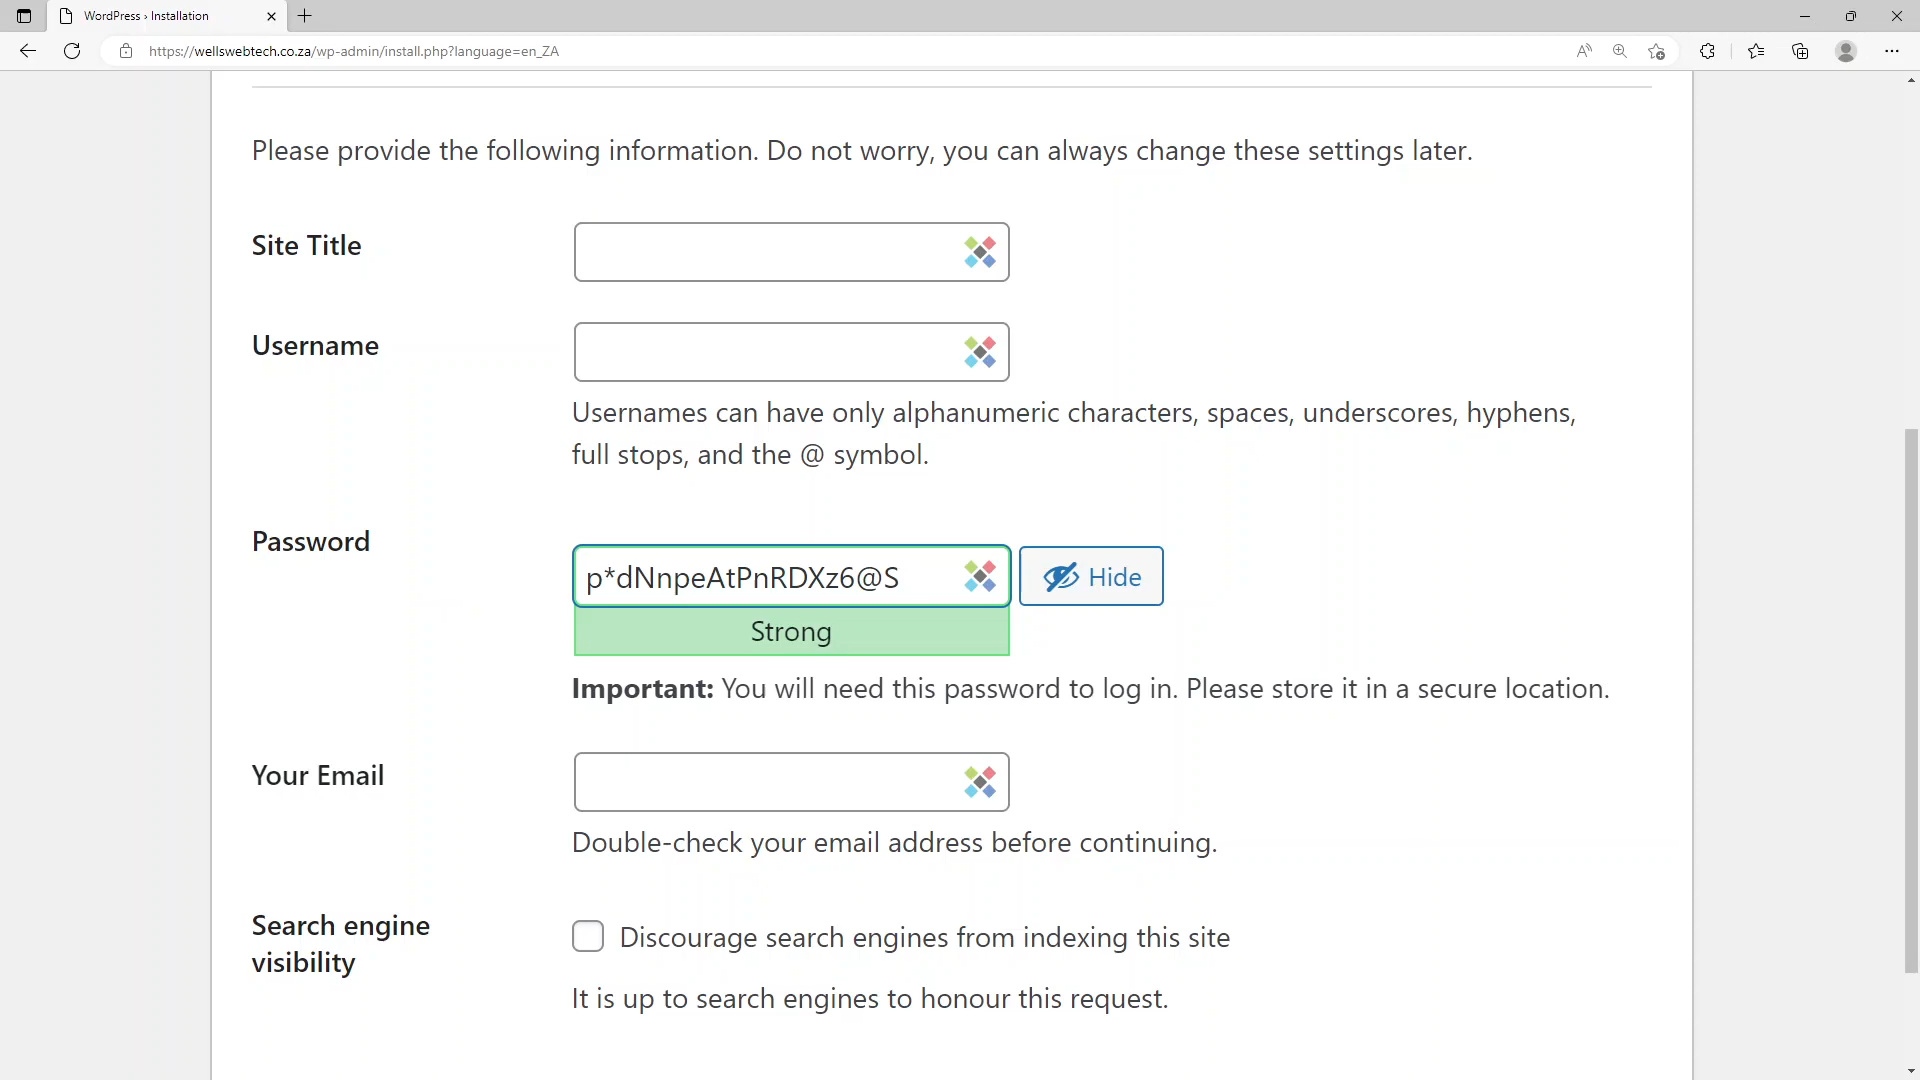 WordPress › Installation
https://wellswebtech.co.za/wp-admin/install.php?language=en_ZA
Please provide the following information. Do not worry, you can always change these settings later.
Site Title
Username
Usernames can have only alphanumeric characters, spaces, underscores, hyphens,
full stops, and the @ symbol.
Password
p*dNnpeAtPnRDXz6@S
Hide
Strong
Important: You will need this password to log in. Please store it in a secure location.
Your Email
Double-check your email address before continuing.
Search engine
visibility
Discourage search engines from indexing this site
It is up to search engines to honour this request.